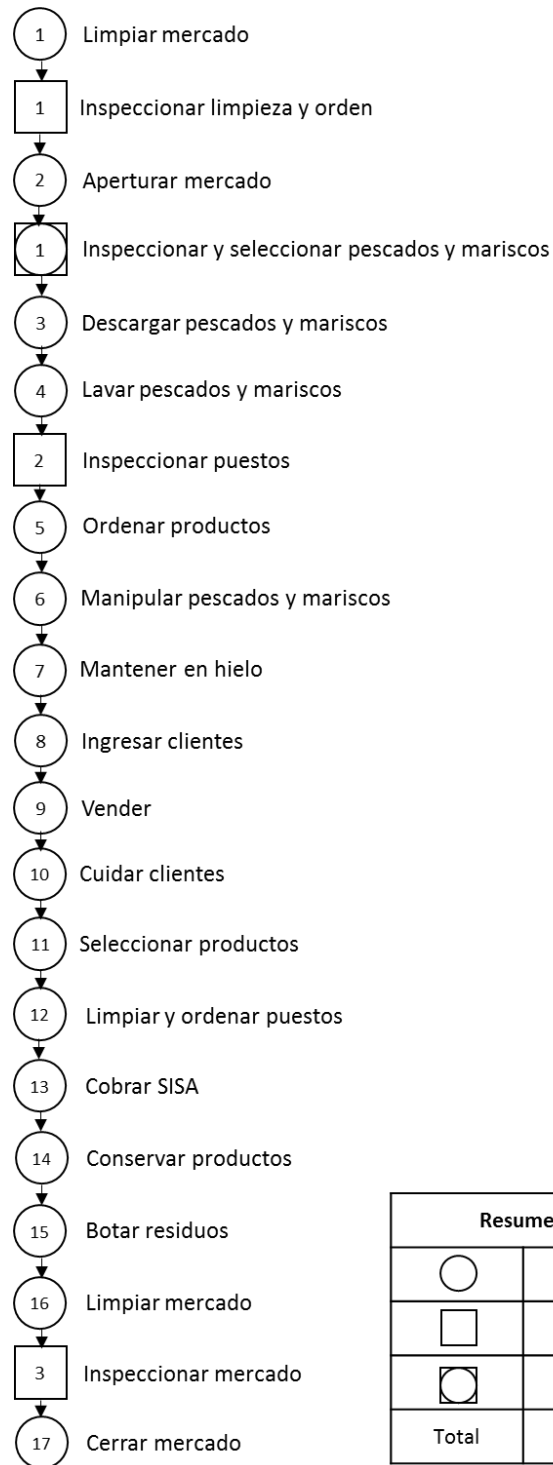 1 Limpiar mercado
1 Inspeccionar limpieza y orden
2 Aperturar mercado
1 Inspeccionar y seleccionar pescados y mariscos
3 Descargar pescados y mariscos
4 Lavar pescados y mariscos
2 Inspeccionar puestos
5 Ordenar productos
6 Manipular pescados y mariscos
7 Mantener en hielo
8 Ingresar clientes
9 Vender
10 Cuidar clientes
11 Seleccionar productos
12 Limpiar y ordenar puestos
13 Cobrar SISA
14 Conservar productos
15 Botar residuos
16 Limpiar mercado
3 Inspeccionar mercado
17 Cerrar mercado
Resume
Total